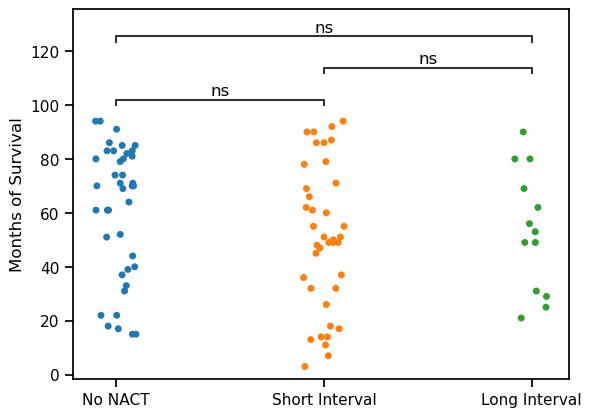 ns
ns
ns
120
100
80
60
40
20
0
Months of Survival
No NACT Short Interval Long Interval